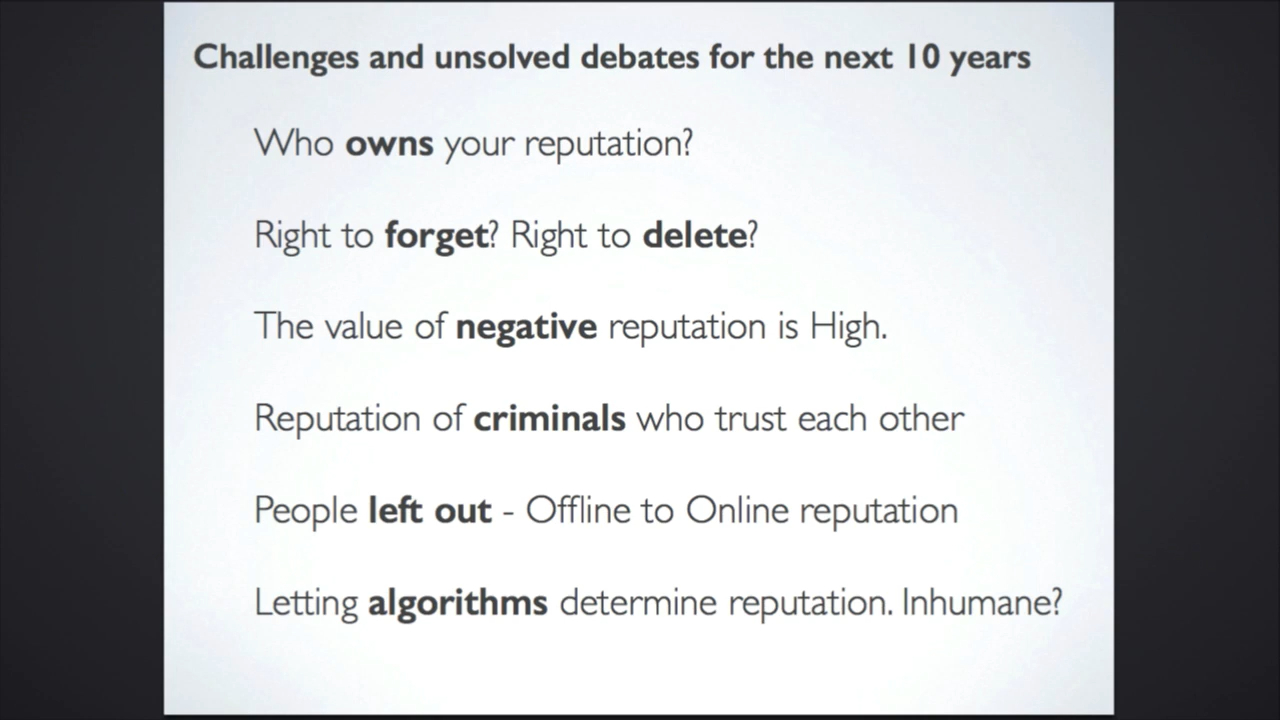 Challenges and unsolved debates for the next 10 years
Who owns your reputation?
Right to forget? Right to delete?
The value of negative reputation is High.
Reputation of criminals who trust each other
People left out - Offline to Online reputation
Letting algorithms determine reputation. Inhumane?